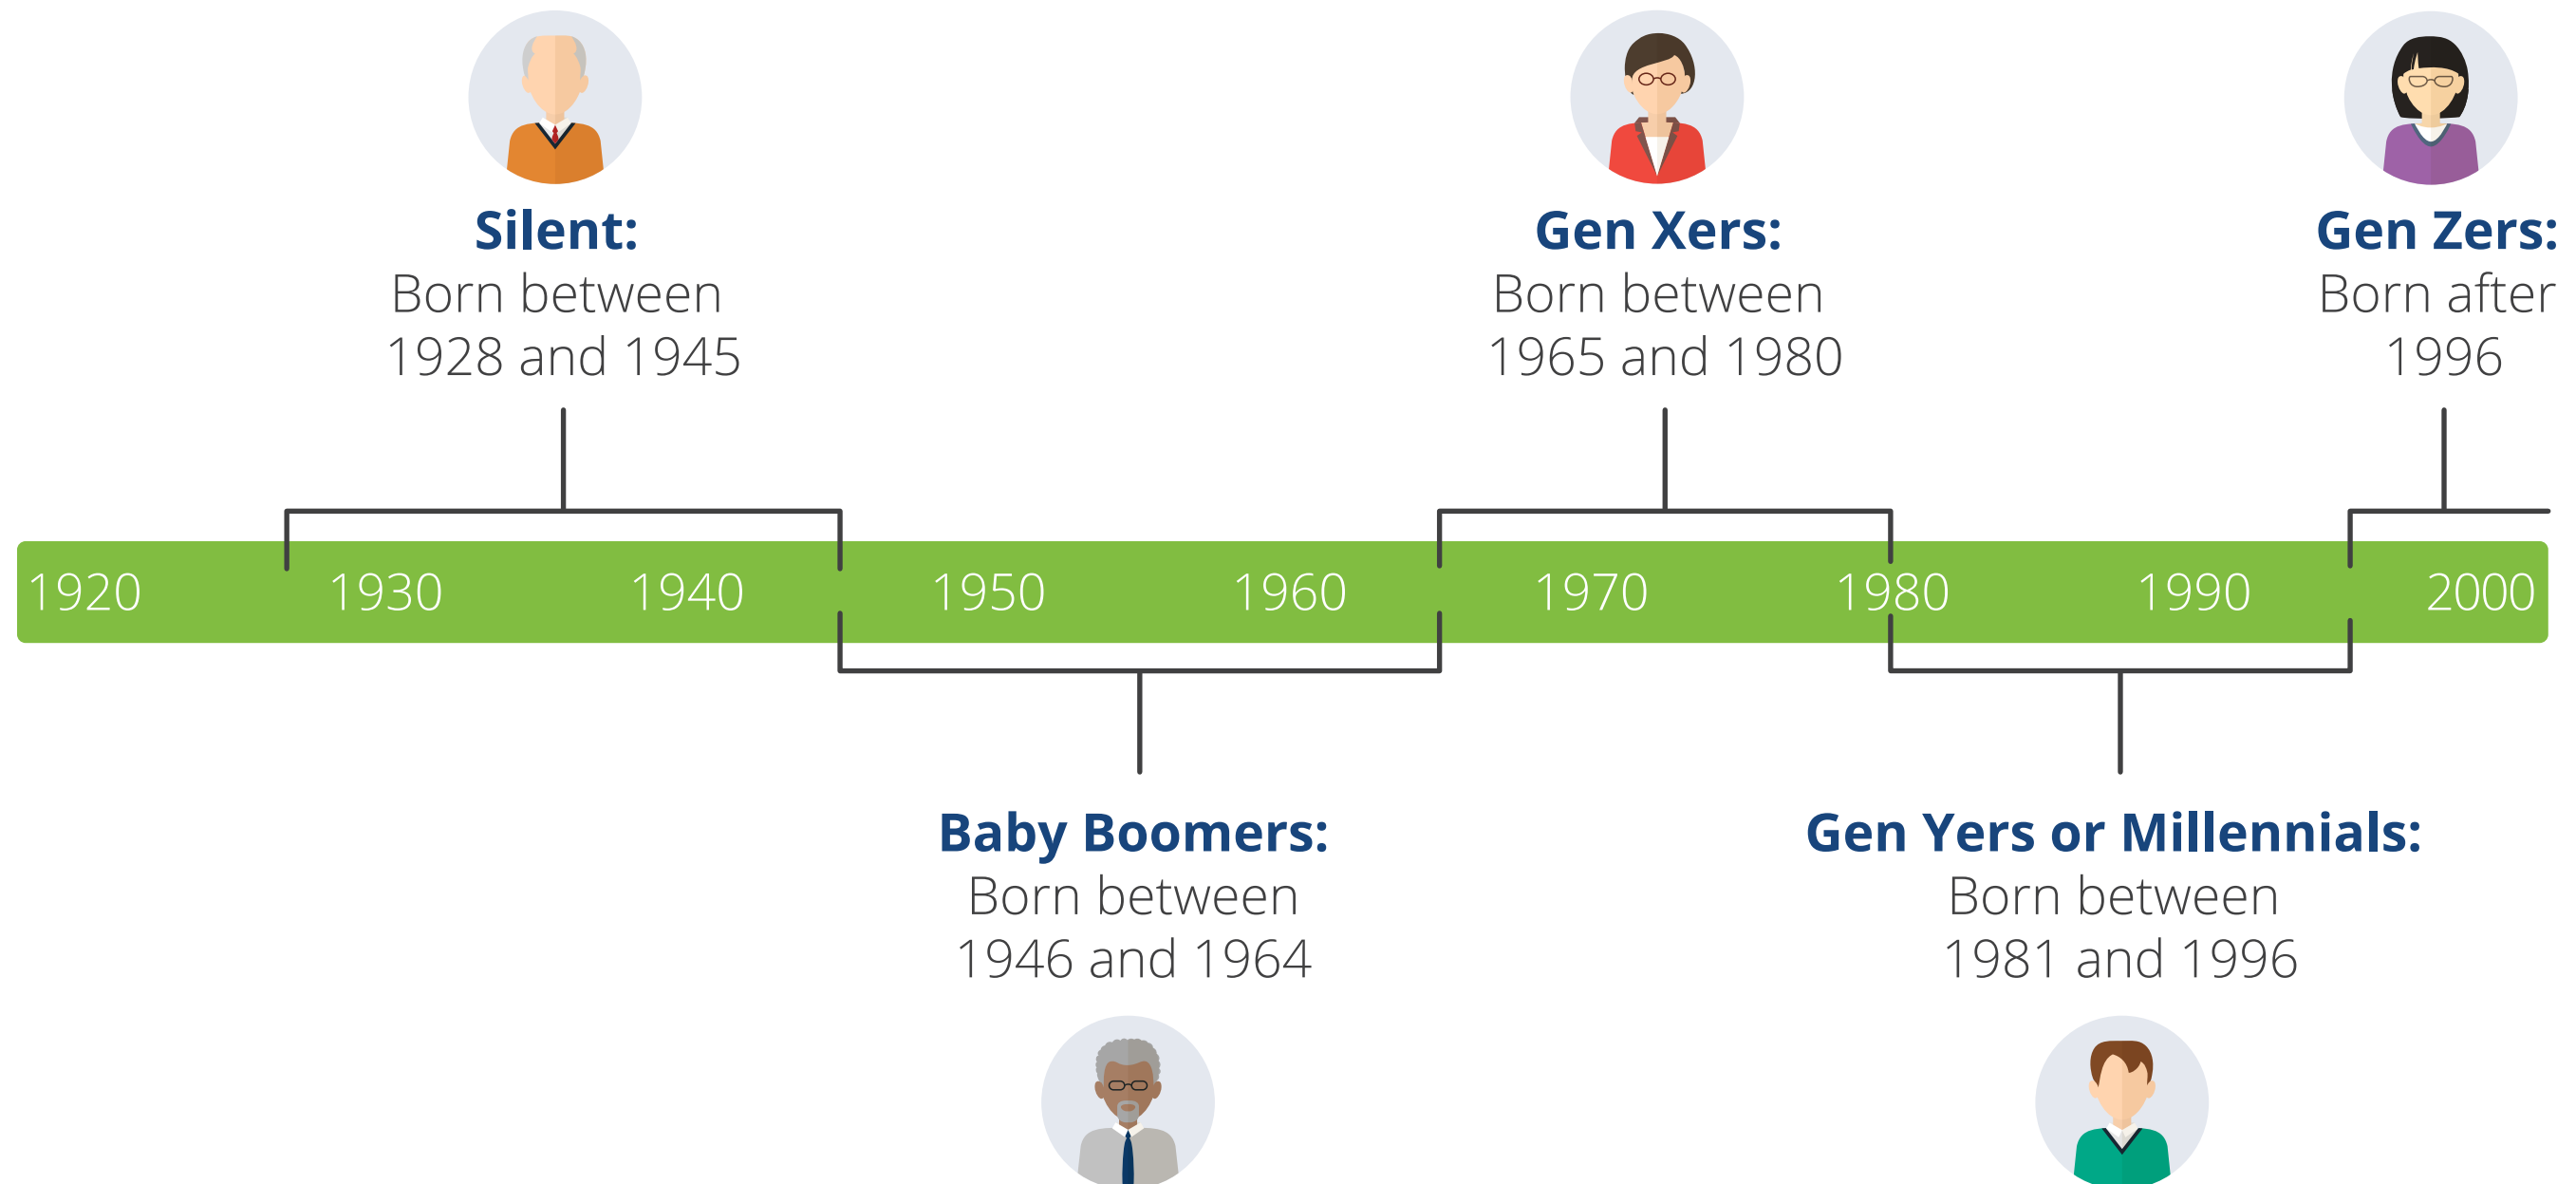 Silent:
Born between
1928 and 1945
Gen Xers:
Born between
1965 and 1980
Gen Zers:
Born after
1996
1920 1930 1940 1950 1960 1970 1980 1990 2000
Baby Boomers:
Born between
1946 and 1964
Gen Yers or Millennials:
Born between
1981 and 1996